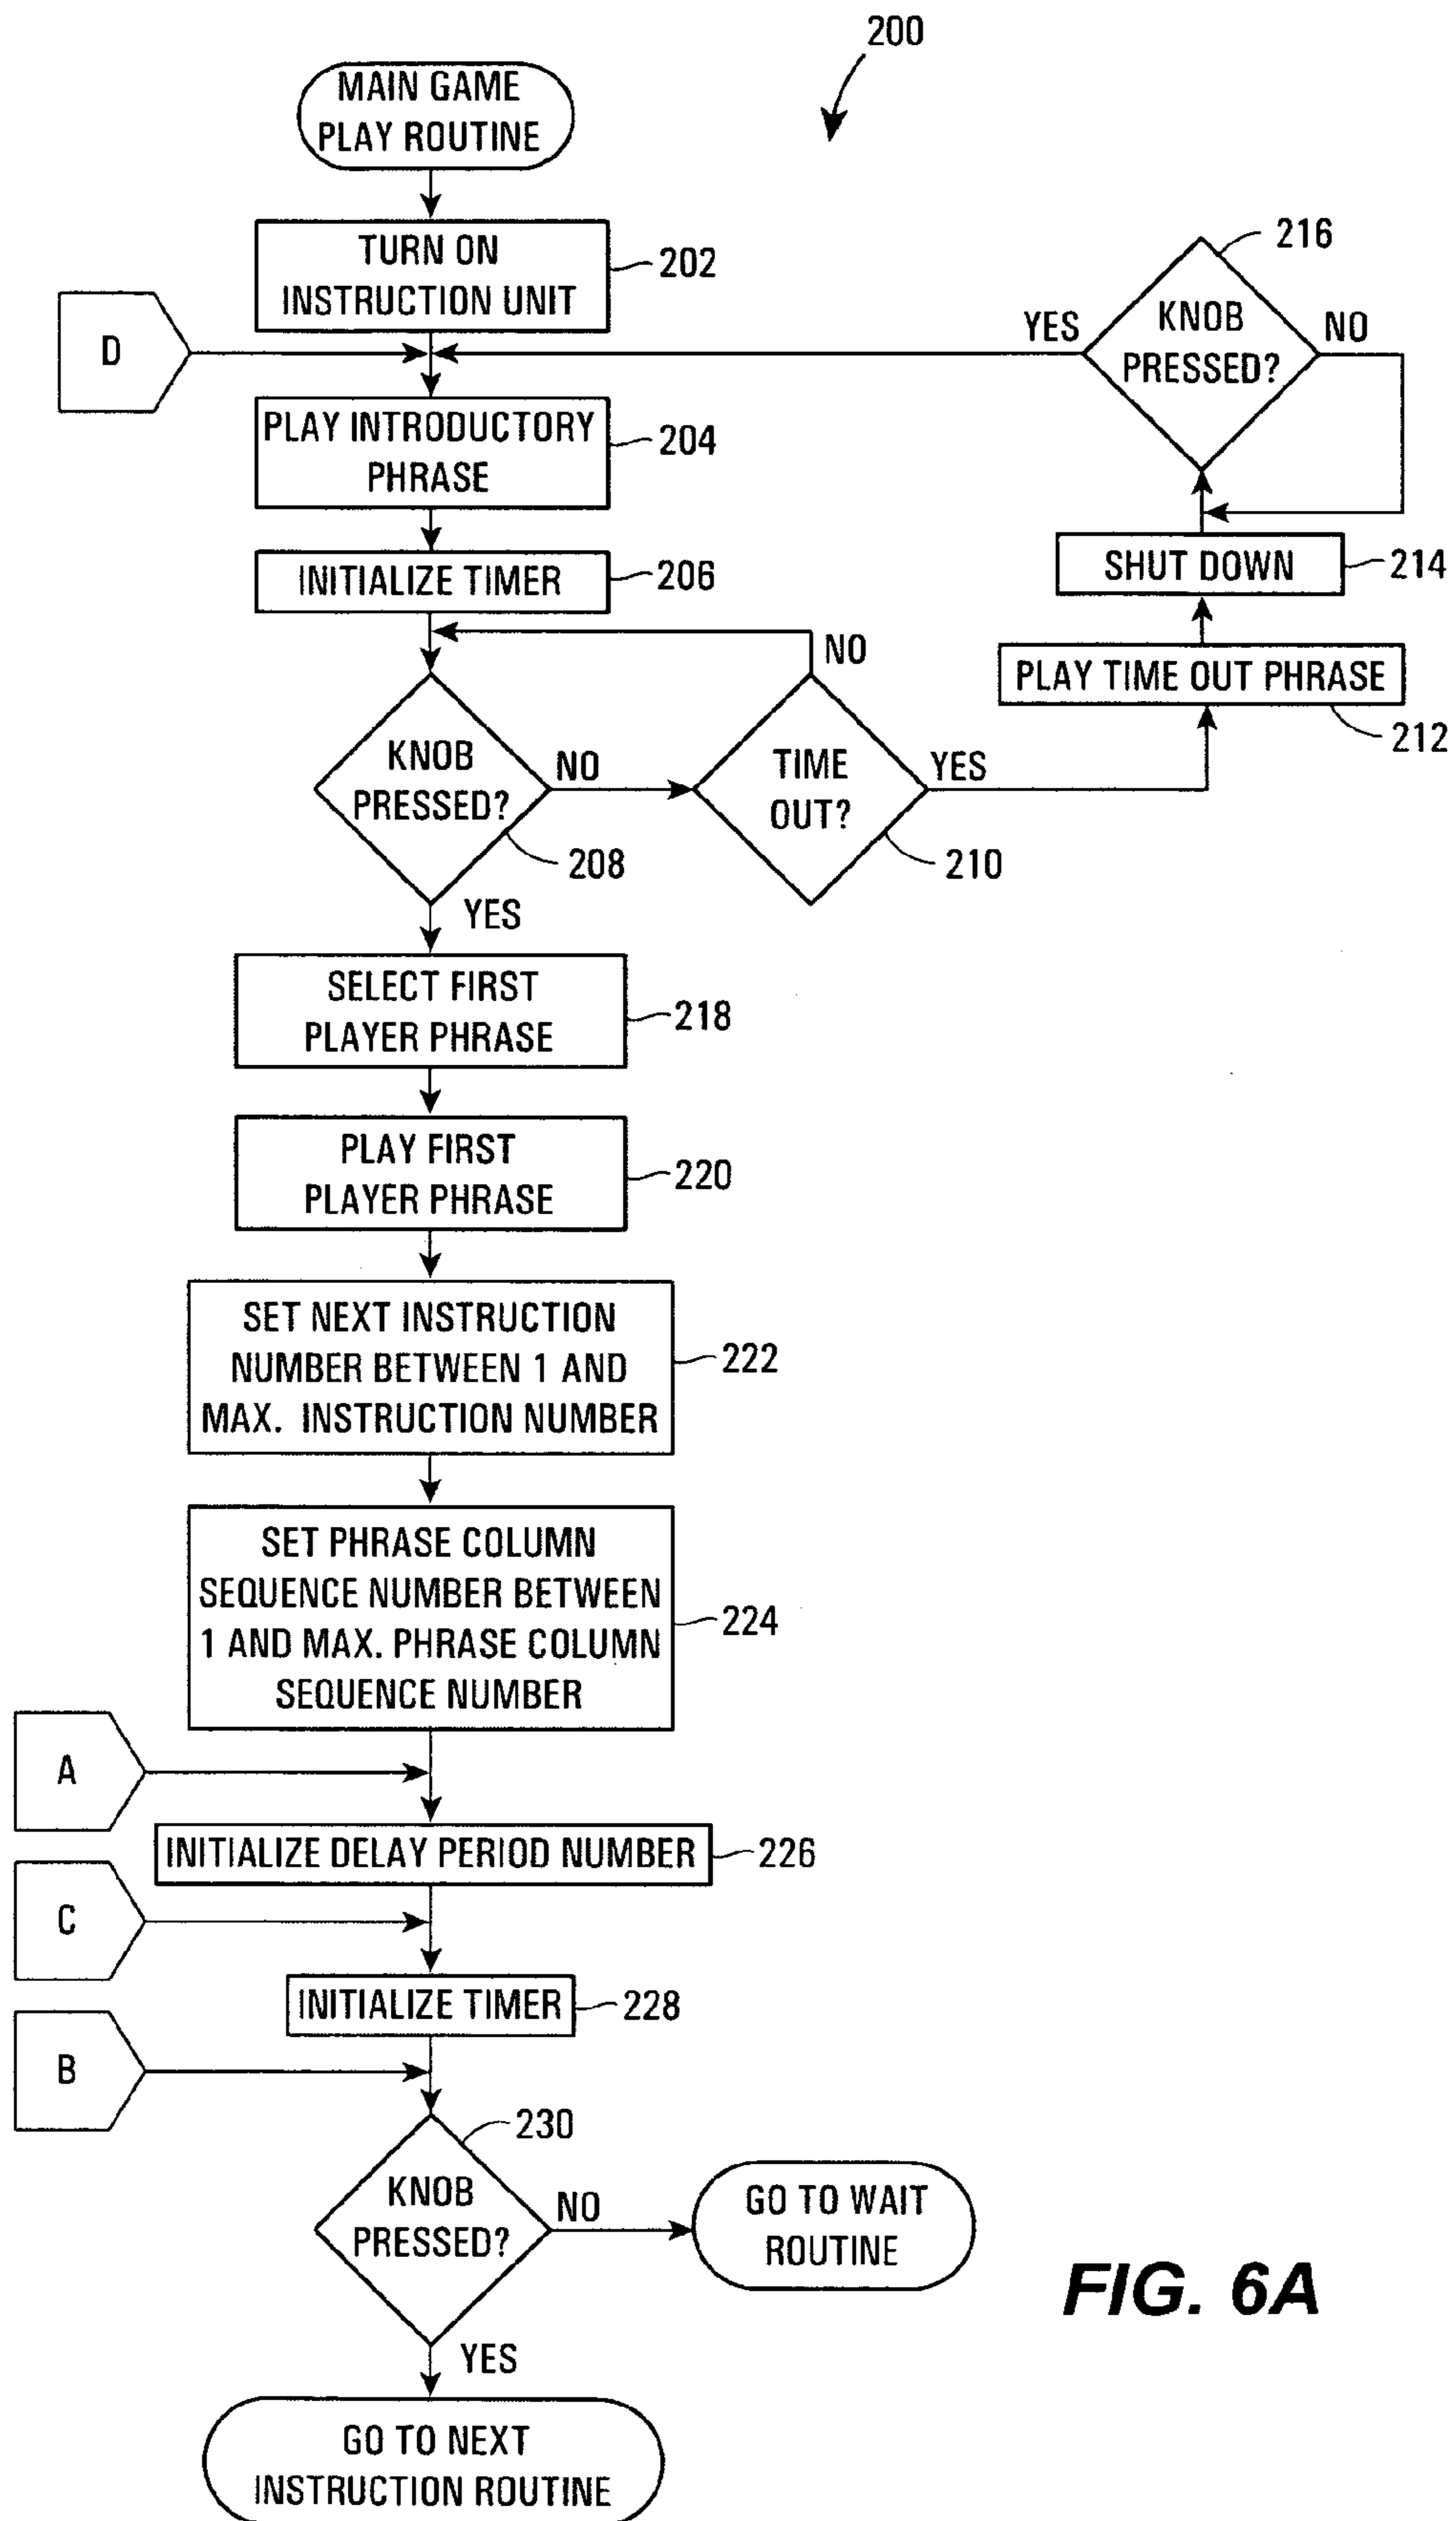 200
MAIN GAME
PLAY ROUTINE
TURN ON
INSTRUCTION UNIT
202
216
KNOB
PRESSED?
YES
NO
D
PLAY INTRODUCTORY
PHRASE
204
INITIALIZE TIMER
206
SHUT DOWN
214
NO
PLAY TIME OUT PHRASE
212
KNOB
PRESSED?
NO
208
TIME
OUT?
YES
210
YES
SELECT FIRST
PLAYER PHRASE
218
PLAY FIRST
PLAYER PHRASE
220
SET NEXT INSTRUCTION
NUMBER BETWEEN 1 AND
MAX. INSTRUCTION NUMBER
222
SET PHRASE COLUMN
SEQUENCE NUMBER BETWEEN
1 AND MAX. PHRASE COLUMN
SEQUENCE NUMBER
224
A
INITIALIZE DELAY PERIOD NUMBER
226
C
INITIALIZE TIMER
228
B
230
KNOB
PRESSED?
NO
GO TO WAIT
ROUTINE
YES
GO TO NEXT
INSTRUCTION ROUTINE
FIG. 6A